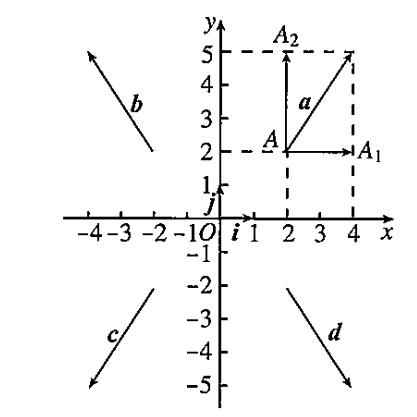 y
5 A₂
4 b a
3
2 A A₁
1
j
-4 -3 -2 -1 O i 1 2 3 4 x
-1
-2
-3
c d
-4
-5